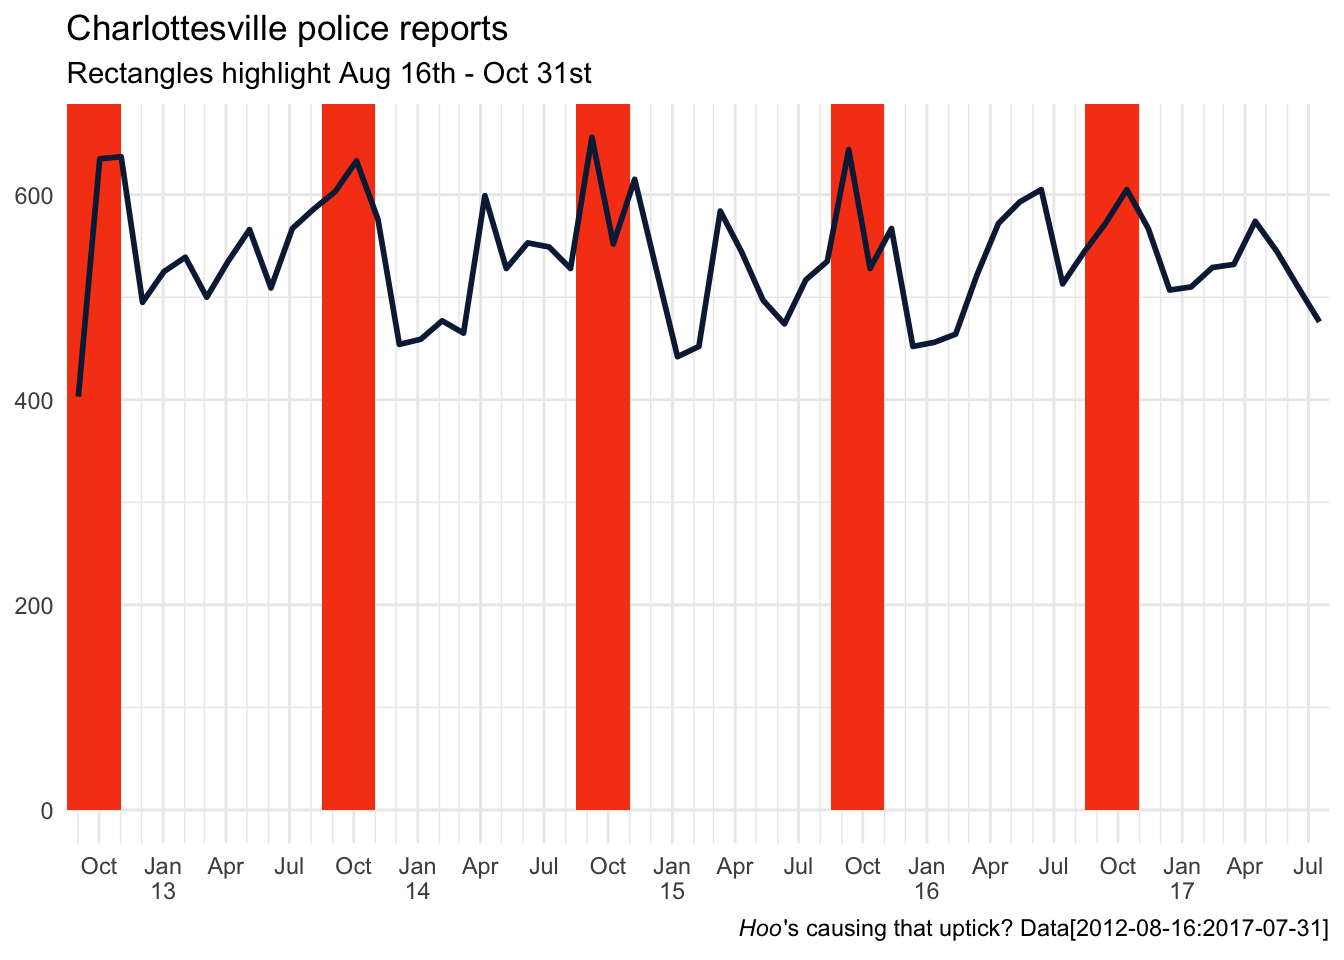 Charlottesville police reports
Rectangles highlight Aug 16th - Oct 31st
600
400
200
0
Oct Jan Apr Jul Oct Jan Apr Jul Oct Jan Apr Jul Oct Jan Apr Jul Oct Jan Apr Jul
13 14 15 16 17
Hoo's causing that uptick? Data[2012-08-16:2017-07-31]